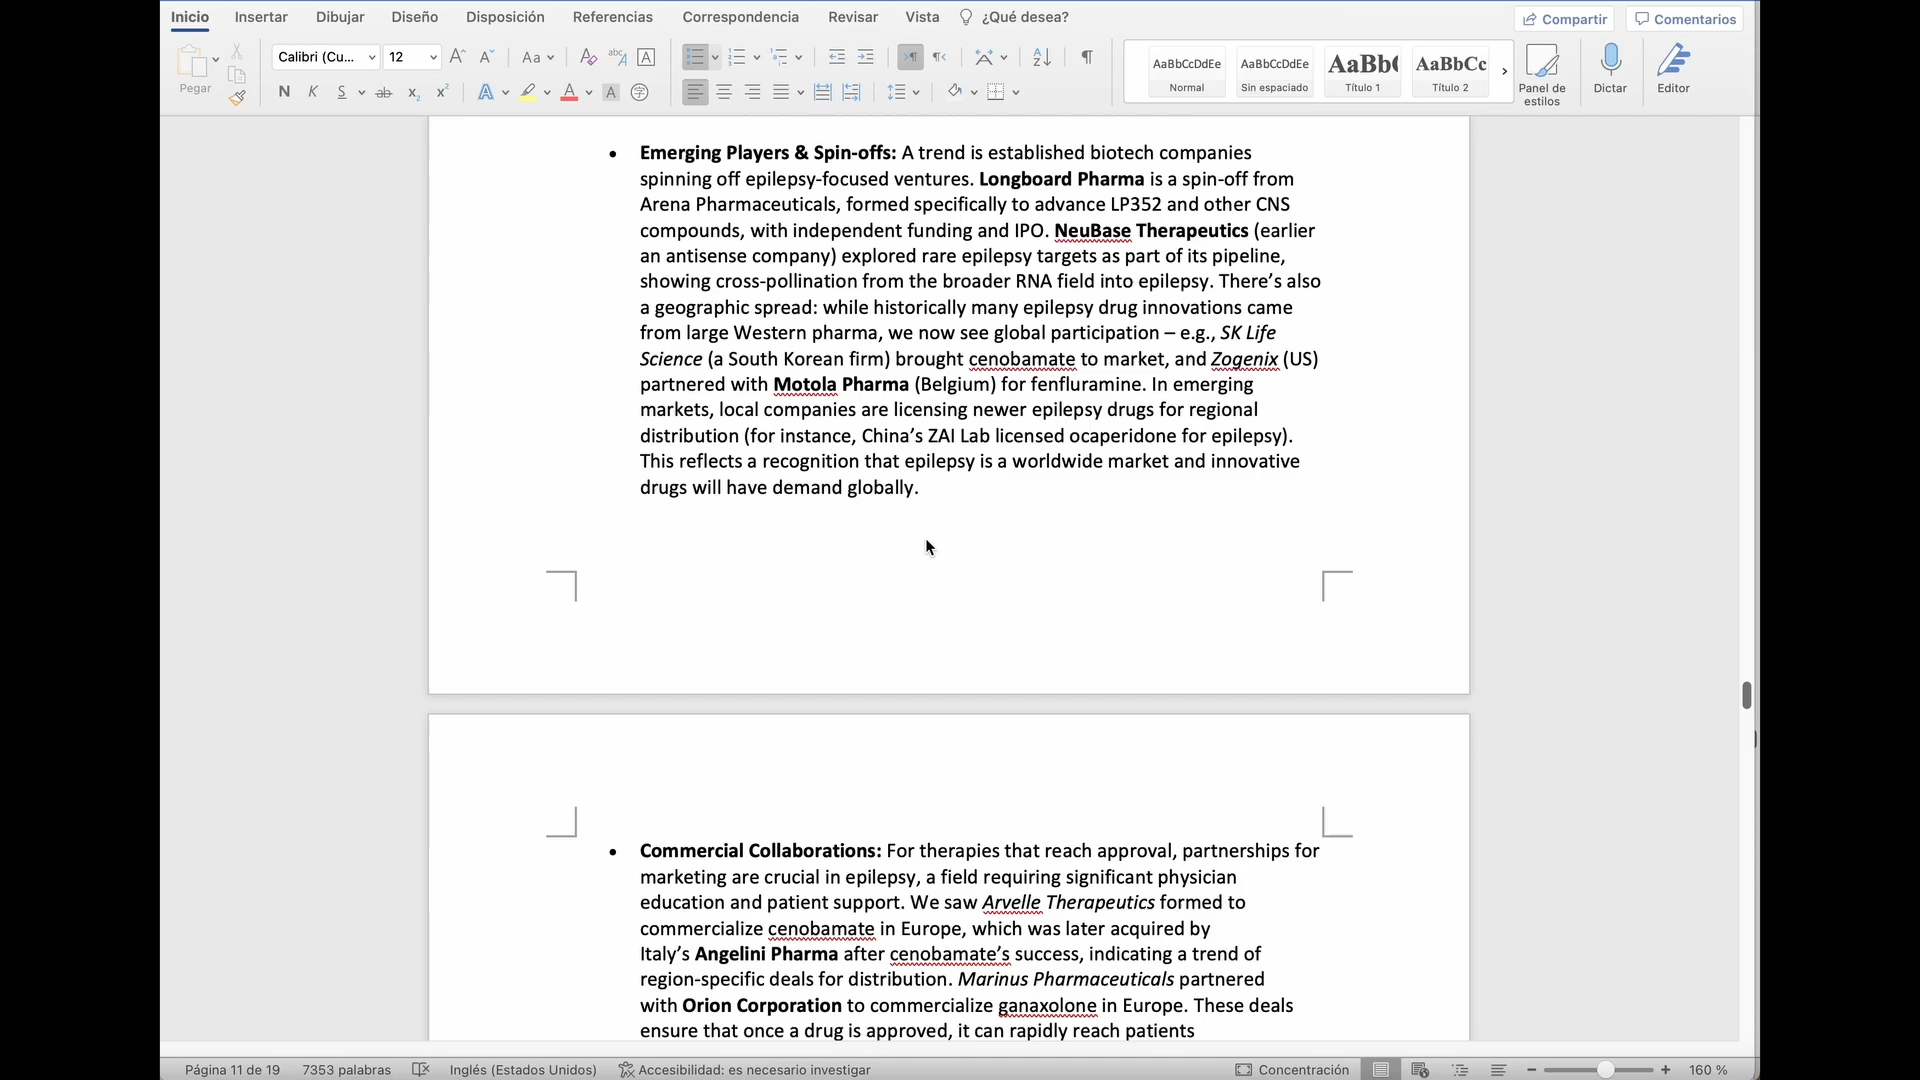 Inicio Insertar Dibujar Diseño Disposición Referencias Correspondencia Revisar Vista ¿Qué desea? Compartir Comentarios
Pegar
Calibri (Cu... 12
Aa
N K S ab x₂ x²
A A A
AaBbCcDdEe AaBbCcDdEe AaBb( AaBbCc
Normal Sin espaciado Título 1 Título 2
Panel de estilos
Dictar
Editor
• Emerging Players & Spin-offs: A trend is established biotech companies
spinning off epilepsy-focused ventures. Longboard Pharma is a spin-off from
Arena Pharmaceuticals, formed specifically to advance LP352 and other CNS
compounds, with independent funding and IPO. NeuBase Therapeutics (earlier
an antisense company) explored rare epilepsy targets as part of its pipeline,
showing cross-pollination from the broader RNA field into epilepsy. There's also
a geographic spread: while historically many epilepsy drug innovations came
from large Western pharma, we now see global participation – e.g., SK Life
Science (a South Korean firm) brought cenobamate to market, and Zogenix (US)
partnered with Motola Pharma (Belgium) for fenfluramine. In emerging
markets, local companies are licensing newer epilepsy drugs for regional
distribution (for instance, China's ZAI Lab licensed ocaperidone for epilepsy).
This reflects a recognition that epilepsy is a worldwide market and innovative
drugs will have demand globally.
• Commercial Collaborations: For therapies that reach approval, partnerships for
marketing are crucial in epilepsy, a field requiring significant physician
education and patient support. We saw Arvelle Therapeutics formed to
commercialize cenobamate in Europe, which was later acquired by
Italy's Angelini Pharma after cenobamate's success, indicating a trend of
region-specific deals for distribution. Marinus Pharmaceuticals partnered
with Orion Corporation to commercialize ganaxolone in Europe. These deals
ensure that once a drug is approved, it can rapidly reach patients
Página 11 de 19 7353 palabras Inglés (Estados Unidos) Accesibilidad: es necesario investigar Concentración 160 %